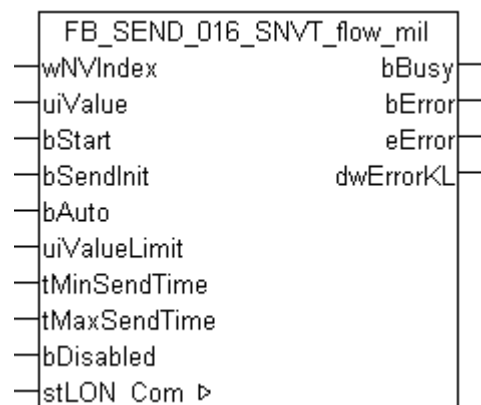 FB_SEND_016_SNVT_flow_mil
wNVIndex bBusy
uiValue bError
bStart eError
bSendInit dwErrorKL
bAuto
uiValueLimit
tMinSendTime
tMaxSendTime
bDisabled
stLON_Com ▷